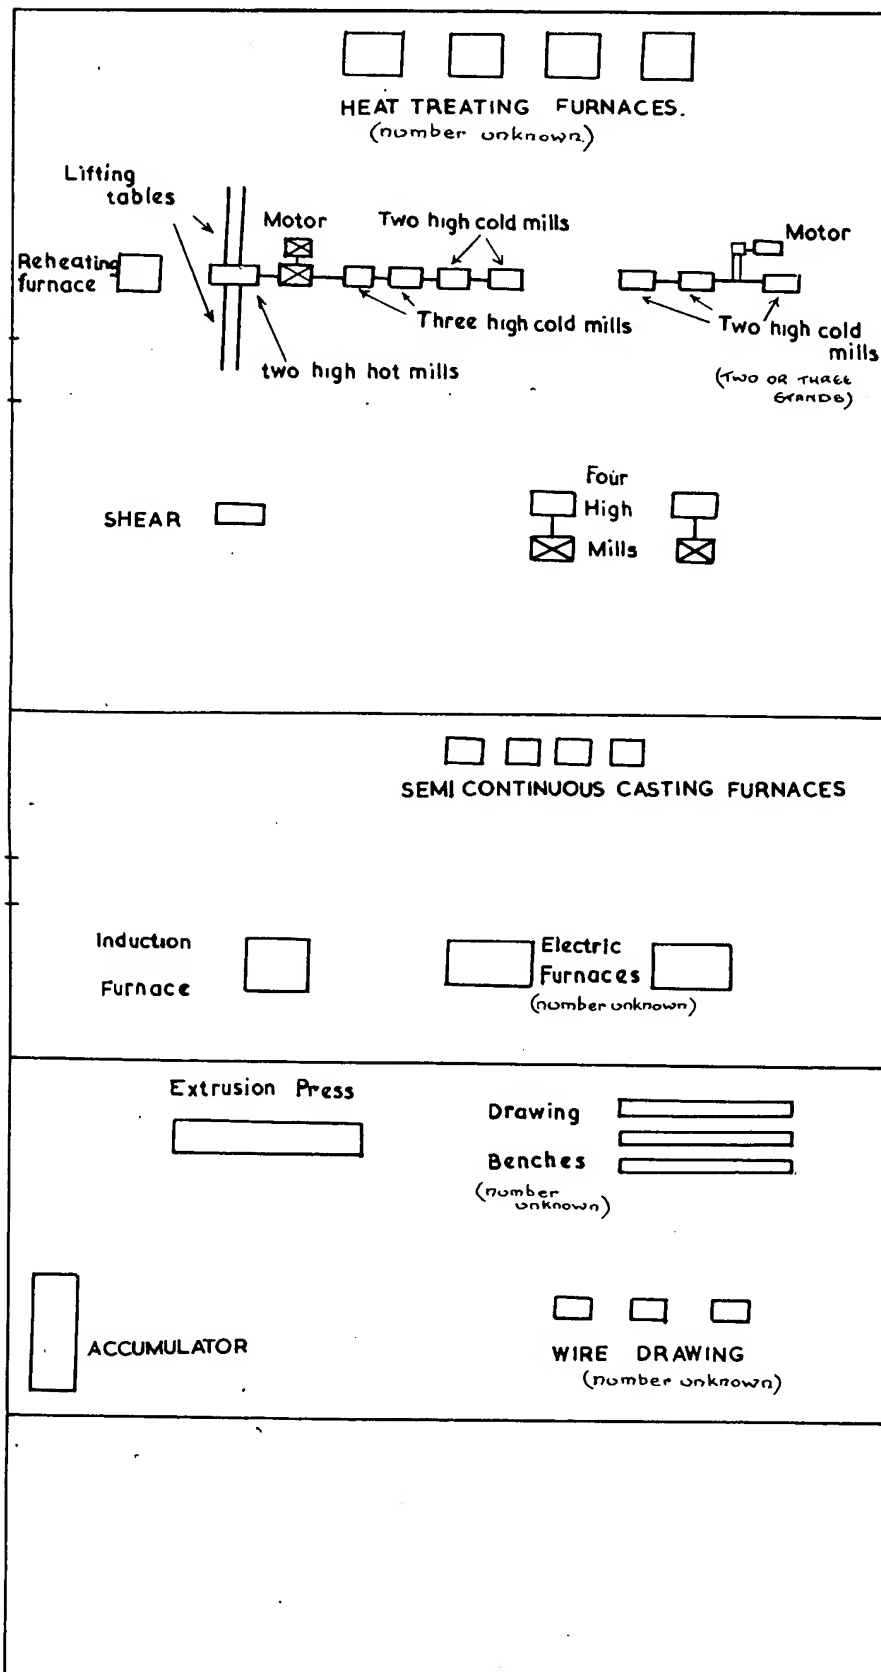 HEAT TREATING FURNACES.
(number unknown.)
Lifting
tables
Motor
Two high cold mills
Motor
Reheating
furnace
Three high cold mills
Two high cold
mills
(TWO OR THREE
STANDS)
two high hot mills
Four
High
Mills
SHEAR
SEMI CONTINUOUS CASTING FURNACES
Induction
Furnace
Electric
Furnaces
(number unknown)
Extrusion Press
Drawing
Benches
(number
unknown)
ACCUMULATOR
WIRE DRAWING
(number unknown)